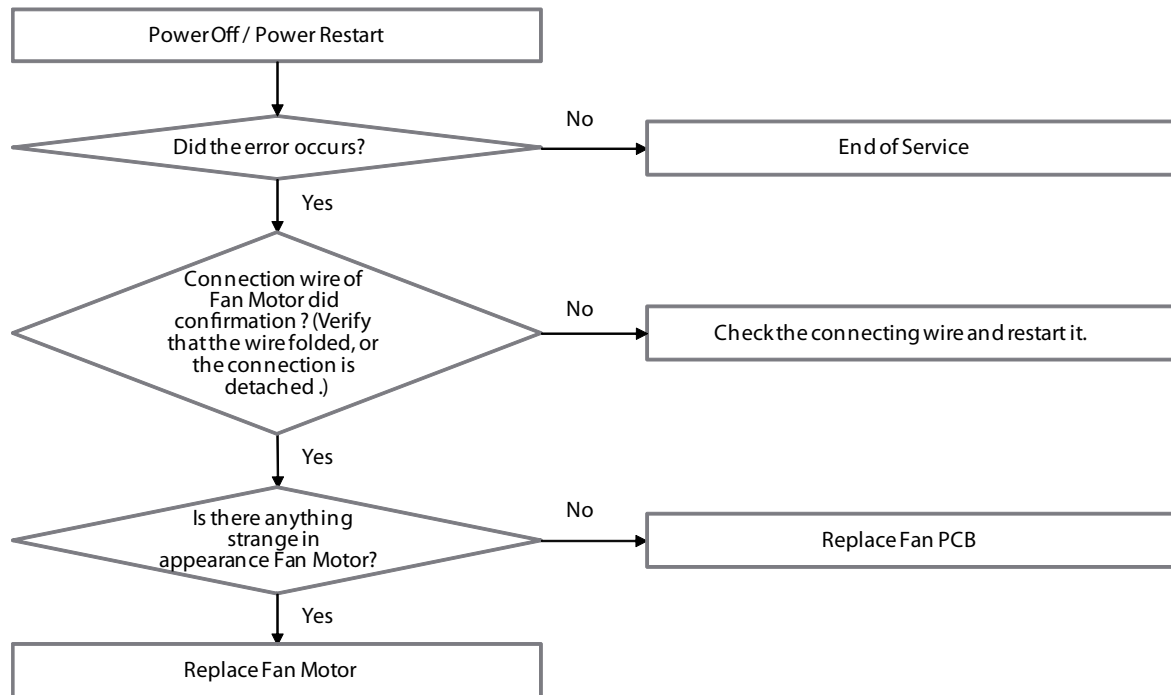 Power Off / Power Restart
Did the error occurs?
No
End of Service
Yes
Connection wire of
Fan Motor did
confirmation ? (Verify
that the wire folded, or
the connection is
detached .)
No
Check the connecting wire and restart it.
Yes
Is there anything
strange in
appearance Fan Motor?
No
Replace Fan PCB
Yes
Replace Fan Motor